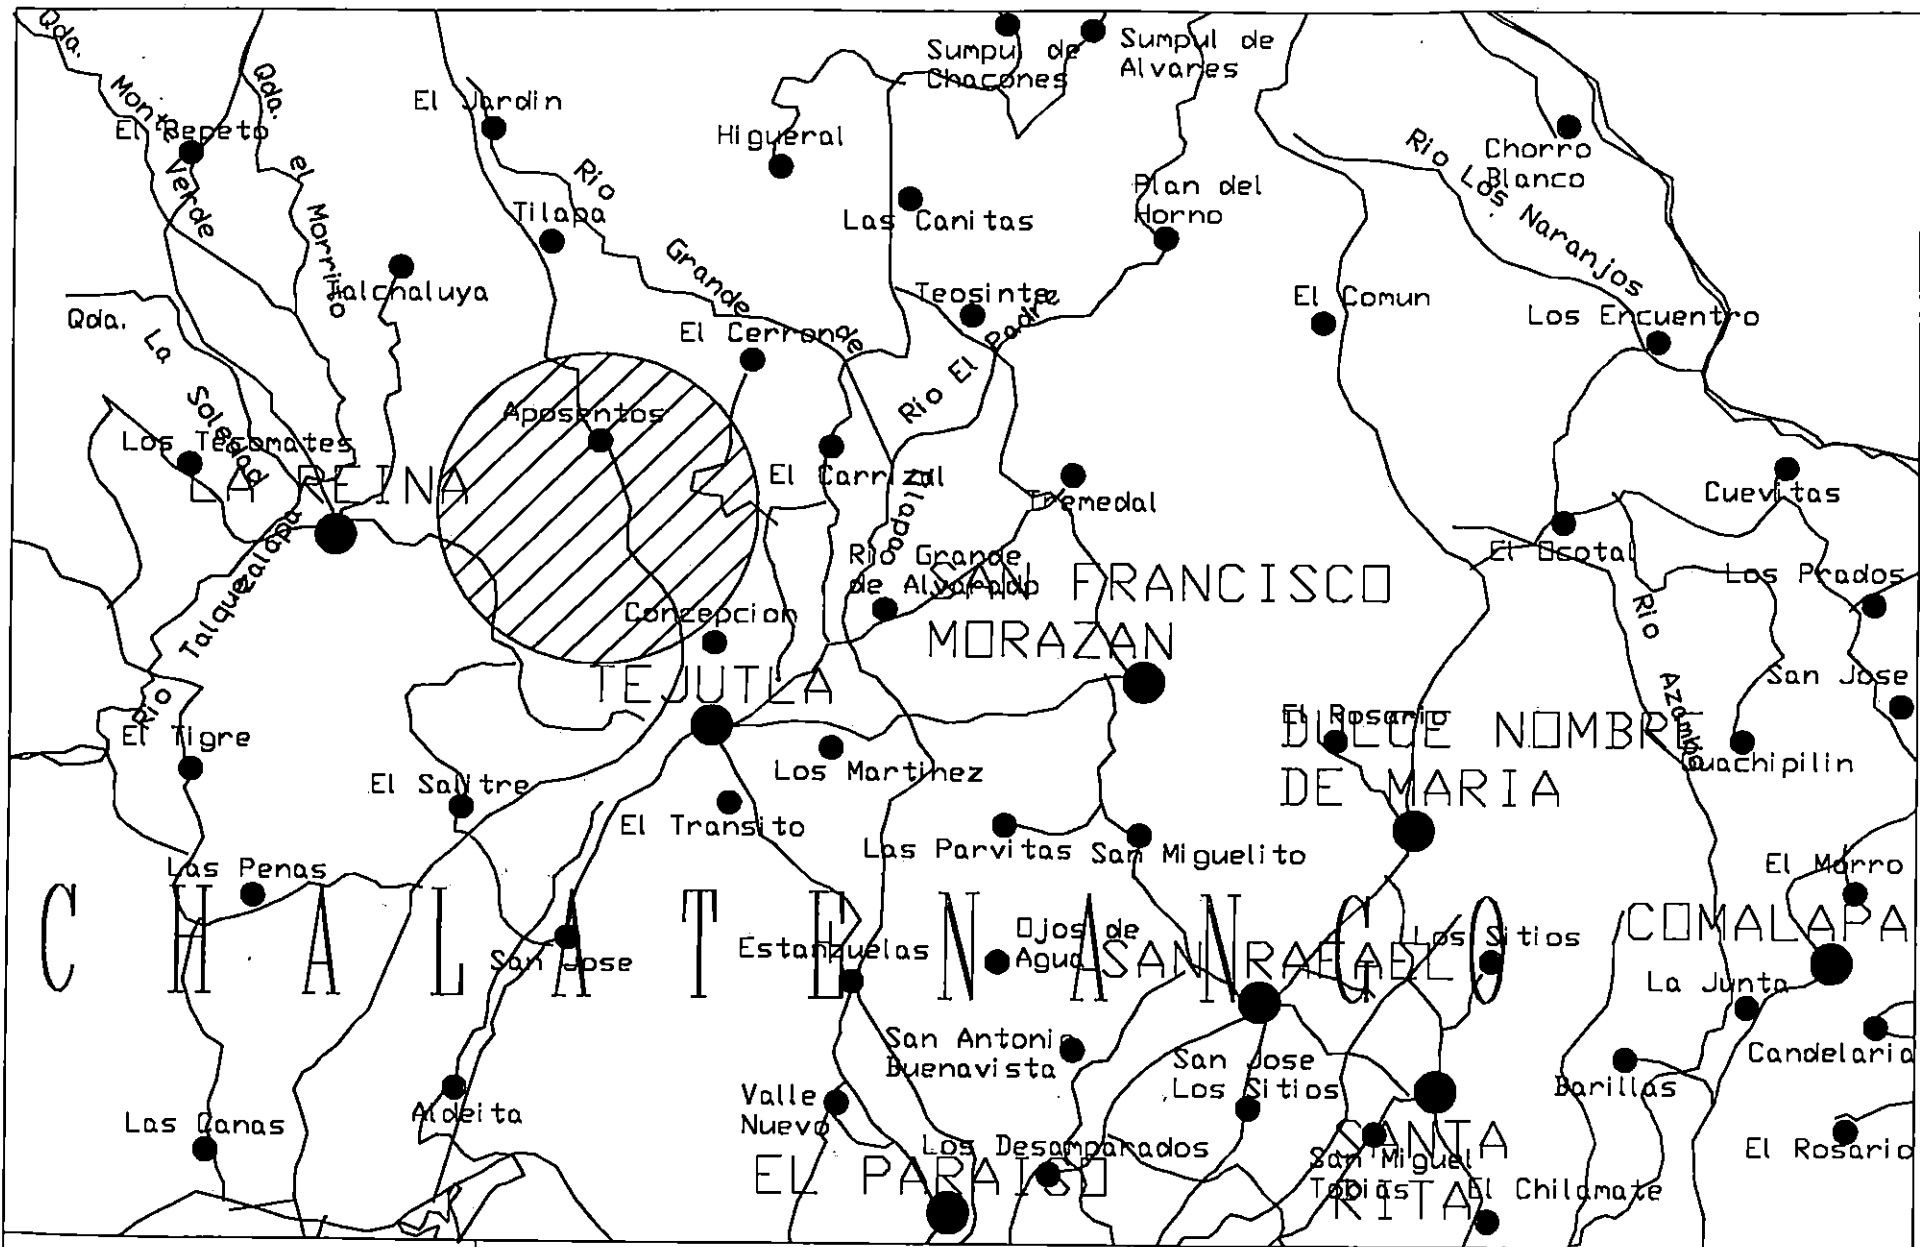 Qda. Monte Verde
Qda. el Morrito
Sumpul de
Chacones
Sumpul de
Alvares
El Jardin
El Repeto
Higueral
Rio Grande de
Rio Los Naranjos
Chorro
Blanco
Tilapa
Las Canitas
Plan del
Horno
Talchaluya
Teosinte
El Comun
Los Encuentro
Qda. La Soledad
El Cerron
Rio El Padre
Aposentos
Los Tecomates
LA REINA
El Carrizal
Tremedal
Cuevitas
Rio Talquezalapa
El Ocotal
Rio Grande
de Alvarado
SAN FRANCISCO
MORAZAN
Los Prados
Concepcion
Rio Azambio
TEJUTLA
San Jose
El Rosario
El Tigre
DULCE NOMBRE
DE MARIA
Guachipilin
Los Martinez
El Salitre
El Transito
Las Parvitas
San Miguelito
Las Penas
El Morro
CHALATENANGO
Estanzuelas
Ojos de
Agua
SAN RAFAEL
Los Sitios
COMALAPA
San Jose
La Junta
San Antonio
Buenavista
San Jose
Los Sitios
Candelaria
Barillas
Aldeita
Valle
Nuevo
Las Canas
Los Desamparados
SANTA
RITA
El Rosario
EL PARAISO
San Miguel
Tobias
El Chilamate